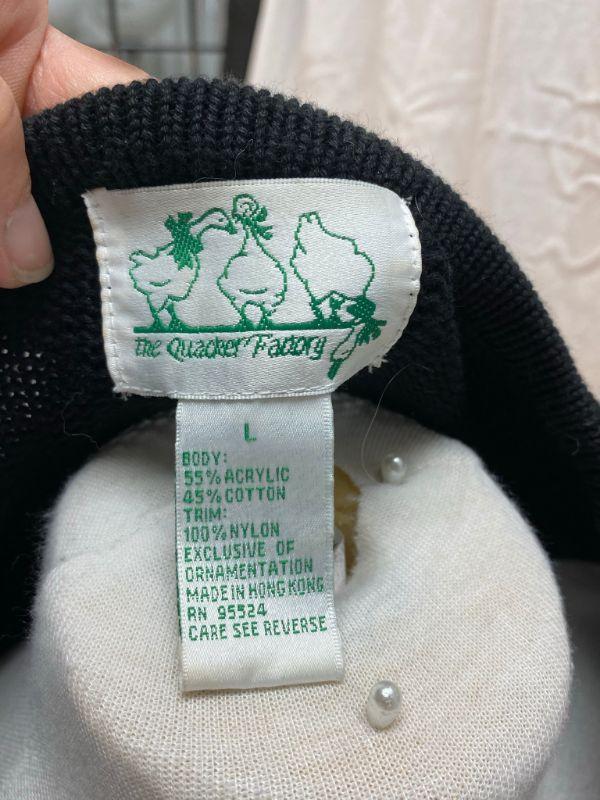 the Quacker Factory
L
BODY:
55% ACRYLIC
45% COTTON
TRIM:
100% NYLON
EXCLUSIVE OF
ORNAMENTATION
MADE IN HONG KONG
RN 95524
CARE SEE REVERSE